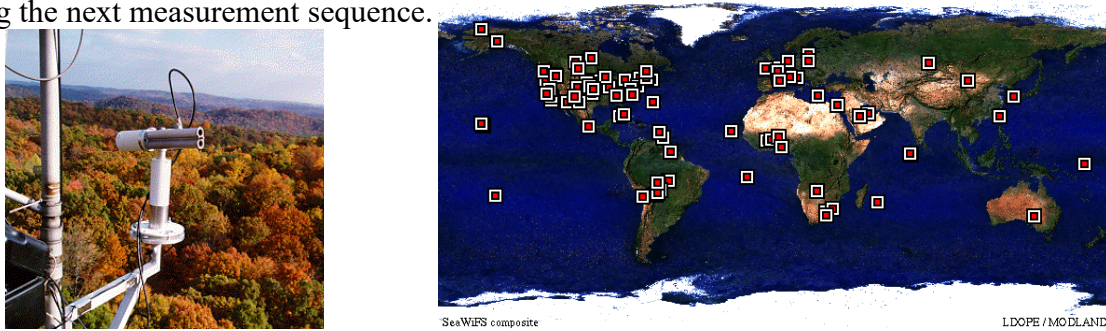 g the next measurement sequence.
SeaWiFS composite
LDOPE / MODLAND